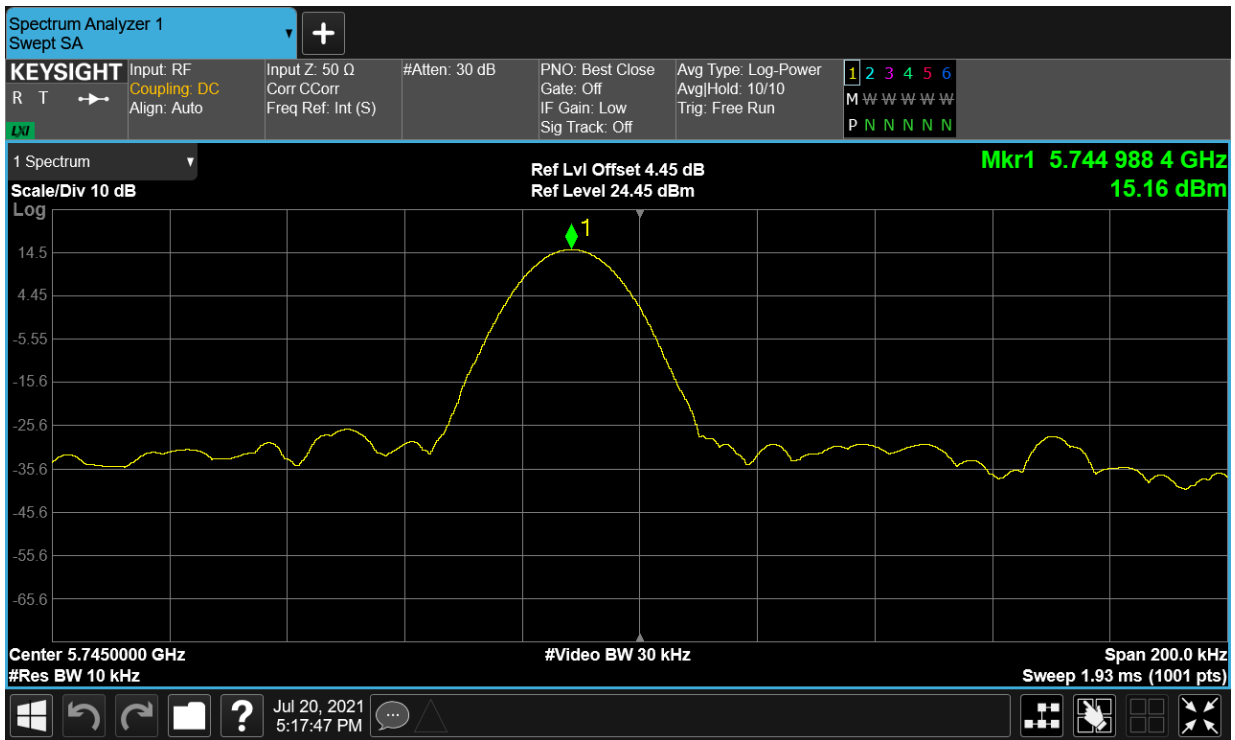 Spectrum Analyzer 1
Swept SA
KEYSIGHT
R T
LXI
Input: RF
Coupling: DC
Align: Auto
Input Z: 50 Ω
Corr CCorr
Freq Ref: Int (S)
#Atten: 30 dB
PNO: Best Close
Gate: Off
IF Gain: Low
Sig Track: Off
Avg Type: Log-Power
Avg|Hold: 10/10
Trig: Free Run
1 2 3 4 5 6
M W W W W W
P N N N N N
1 Spectrum
Scale/Div 10 dB
Log
Ref Lvl Offset 4.45 dB
Ref Level 24.45 dBm
Mkr1 5.744 988 4 GHz
15.16 dBm
1
14.5
4.45
-5.55
-15.6
-25.6
-35.6
-45.6
-55.6
-65.6
Center 5.7450000 GHz
#Res BW 10 kHz
#Video BW 30 kHz
Span 200.0 kHz
Sweep 1.93 ms (1001 pts)
?
Jul 20, 2021
5:17:47 PM